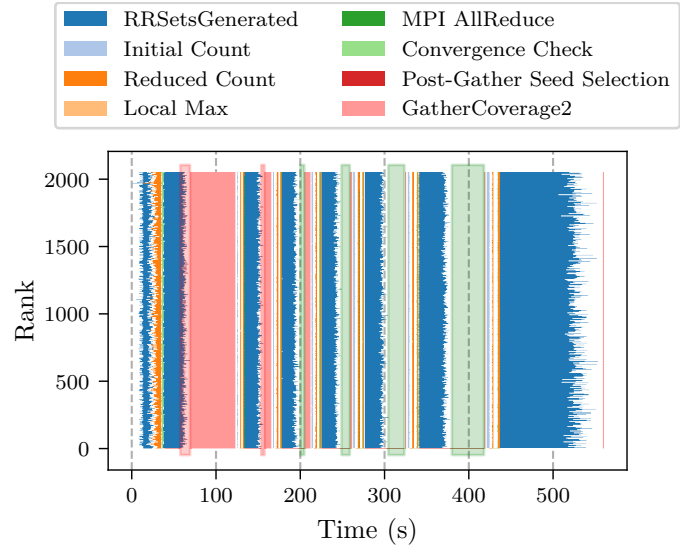 RRSetsGenerated
Initial Count
Reduced Count
Local Max
MPI AllReduce
Convergence Check
Post-Gather Seed Selection
GatherCoverage2
2000
1500
1000
500
0
Rank
0 100 200 300 400 500
Time (s)